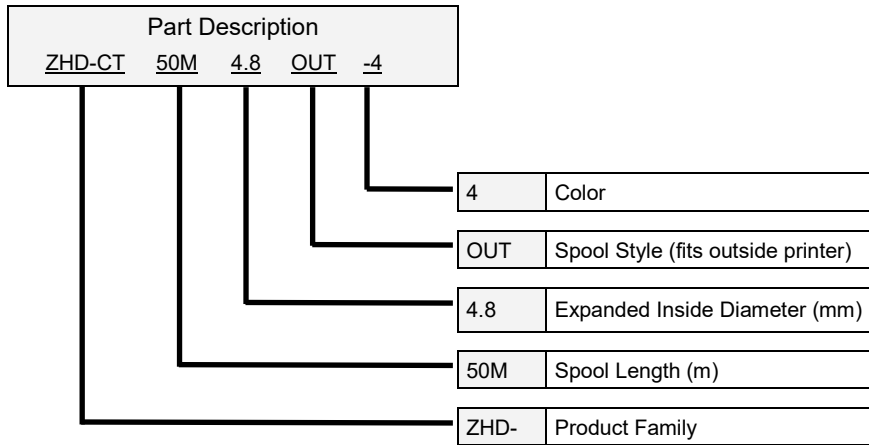 Part Description
ZHD-CT 50M 4.8 OUT -4
4 Color
OUT Spool Style (fits outside printer)
4.8 Expanded Inside Diameter (mm)
50M Spool Length (m)
ZHD- Product Family